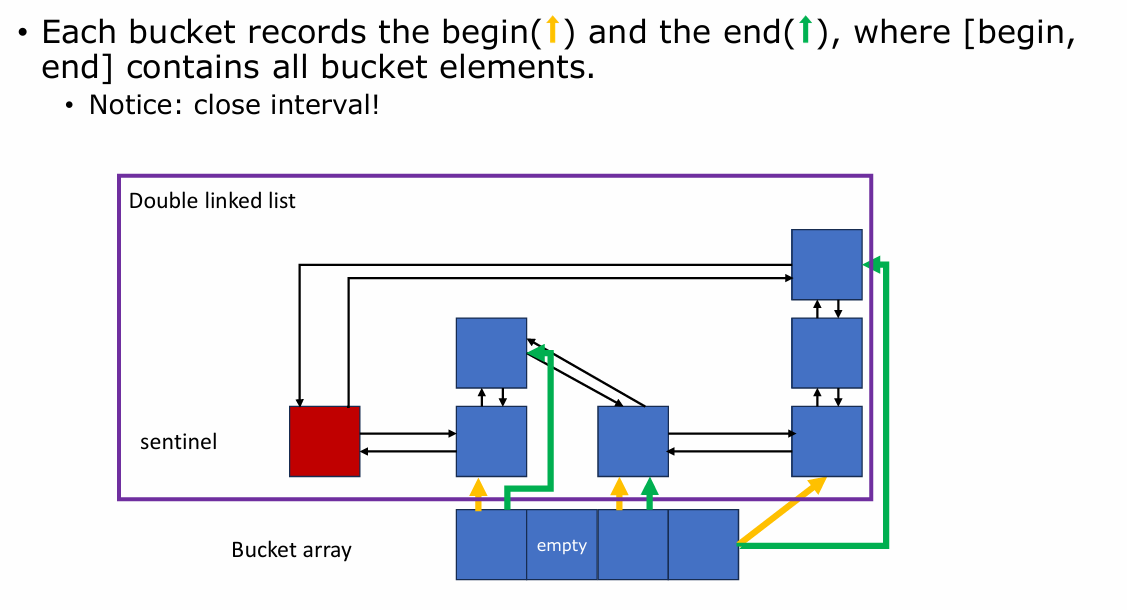 • Each bucket records the begin(⬆) and the end(⬆), where [begin,
end] contains all bucket elements.
• Notice: close interval!
Double linked list
sentinel
empty
Bucket array